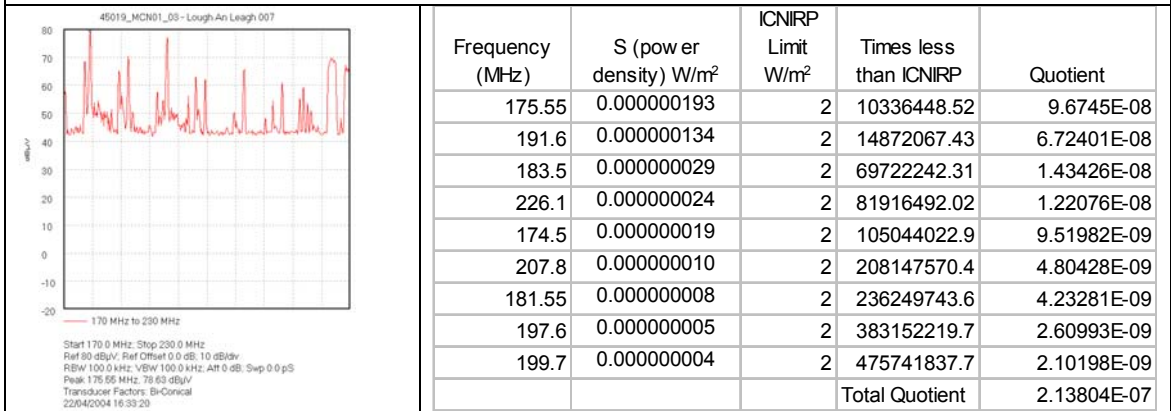 45019_MCN01_03 - Lough An Leagh 007
80
70
60
50
40
30
20
10
0
-10
-20
dBµV
170 MHz to 230 MHz
Start 170.0 MHz; Stop 230.0 MHz
Ref 80 dBµV; Ref Offset 0.0 dB; 10 dB/div
RBW 100.0 kHz; VBW 100.0 kHz; Att 0 dB; Swp 0.0 pS
Peak 175.55 MHz, 78.63 dBµV
Transducer Factors: Bi-Conical
22/04/2004 16:33:20
Frequency (MHz) S (power density) W/m² ICNIRP Limit W/m² Times less than ICNIRP Quotient
175.55 0.000000193 2 10336448.52 9.6745E-08
191.6 0.000000134 2 14872067.43 6.72401E-08
183.5 0.000000029 2 69722242.31 1.43426E-08
226.1 0.000000024 2 81916492.02 1.22076E-08
174.5 0.000000019 2 105044022.9 9.51982E-09
207.8 0.000000010 2 208147570.4 4.80428E-09
181.55 0.000000008 2 236249743.6 4.23281E-09
197.6 0.000000005 2 383152219.7 2.60993E-09
199.7 0.000000004 2 475741837.7 2.10198E-09
Total Quotient 2.13804E-07